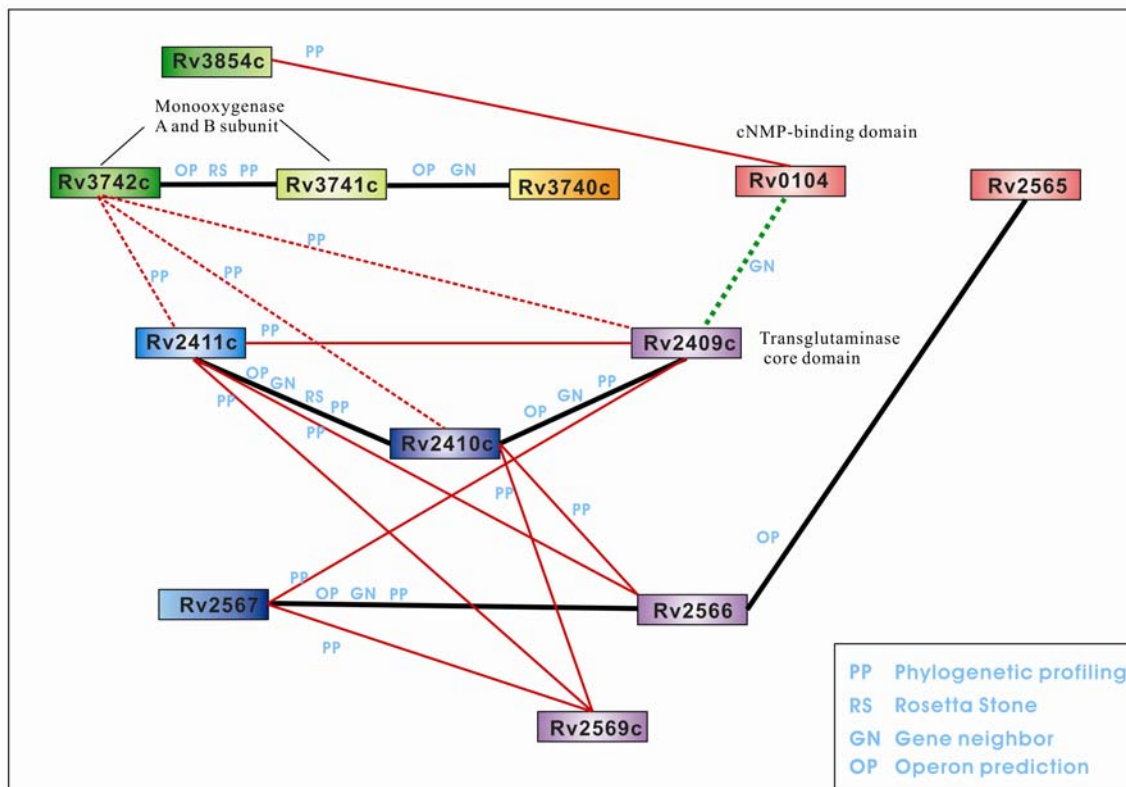 Rv3854c
PP
Monooxygenase
A and B subunit
cNMP-binding domain
Rv3742c
OP RS PP
Rv3741c
OP GN
Rv3740c
Rv0104
Rv2565
PP
PP
PP
GN
Rv2411c
PP
Rv2409c
Transglutaminase
core domain
OP
GN
RS
PP
PP
PP
OP
GN
PP
Rv2410c
PP
PP
OP
Rv2567
PP
OP GN PP
Rv2566
PP
Rv2569c
PP Phylogenetic profiling
RS Rosetta Stone
GN Gene neighbor
OP Operon prediction